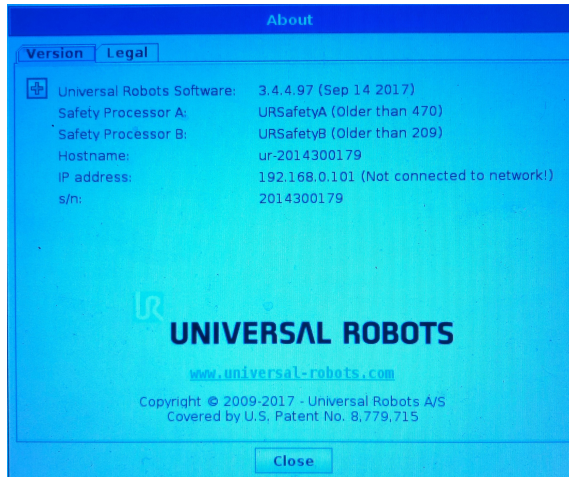 About
Version Legal
Universal Robots Software: 3.4.4.97 (Sep 14 2017)
Safety Processor A: URSafetyA (Older than 470)
Safety Processor B: URSafetyB (Older than 209)
Hostname: ur-2014300179
IP address: 192.168.0.101 (Not connected to network!)
s/n: 2014300179
UR
UNIVERSAL ROBOTS
www.universal-robots.com
Copyright © 2009-2017 - Universal Robots A/S
Covered by U.S. Patent No. 8,779,715
Close